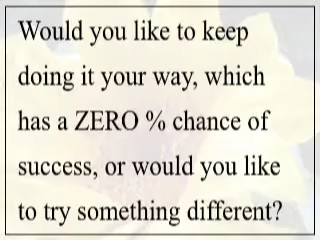 Would you like to keep
doing it your way, which
has a ZERO % chance of
success, or would you like
to try something different?